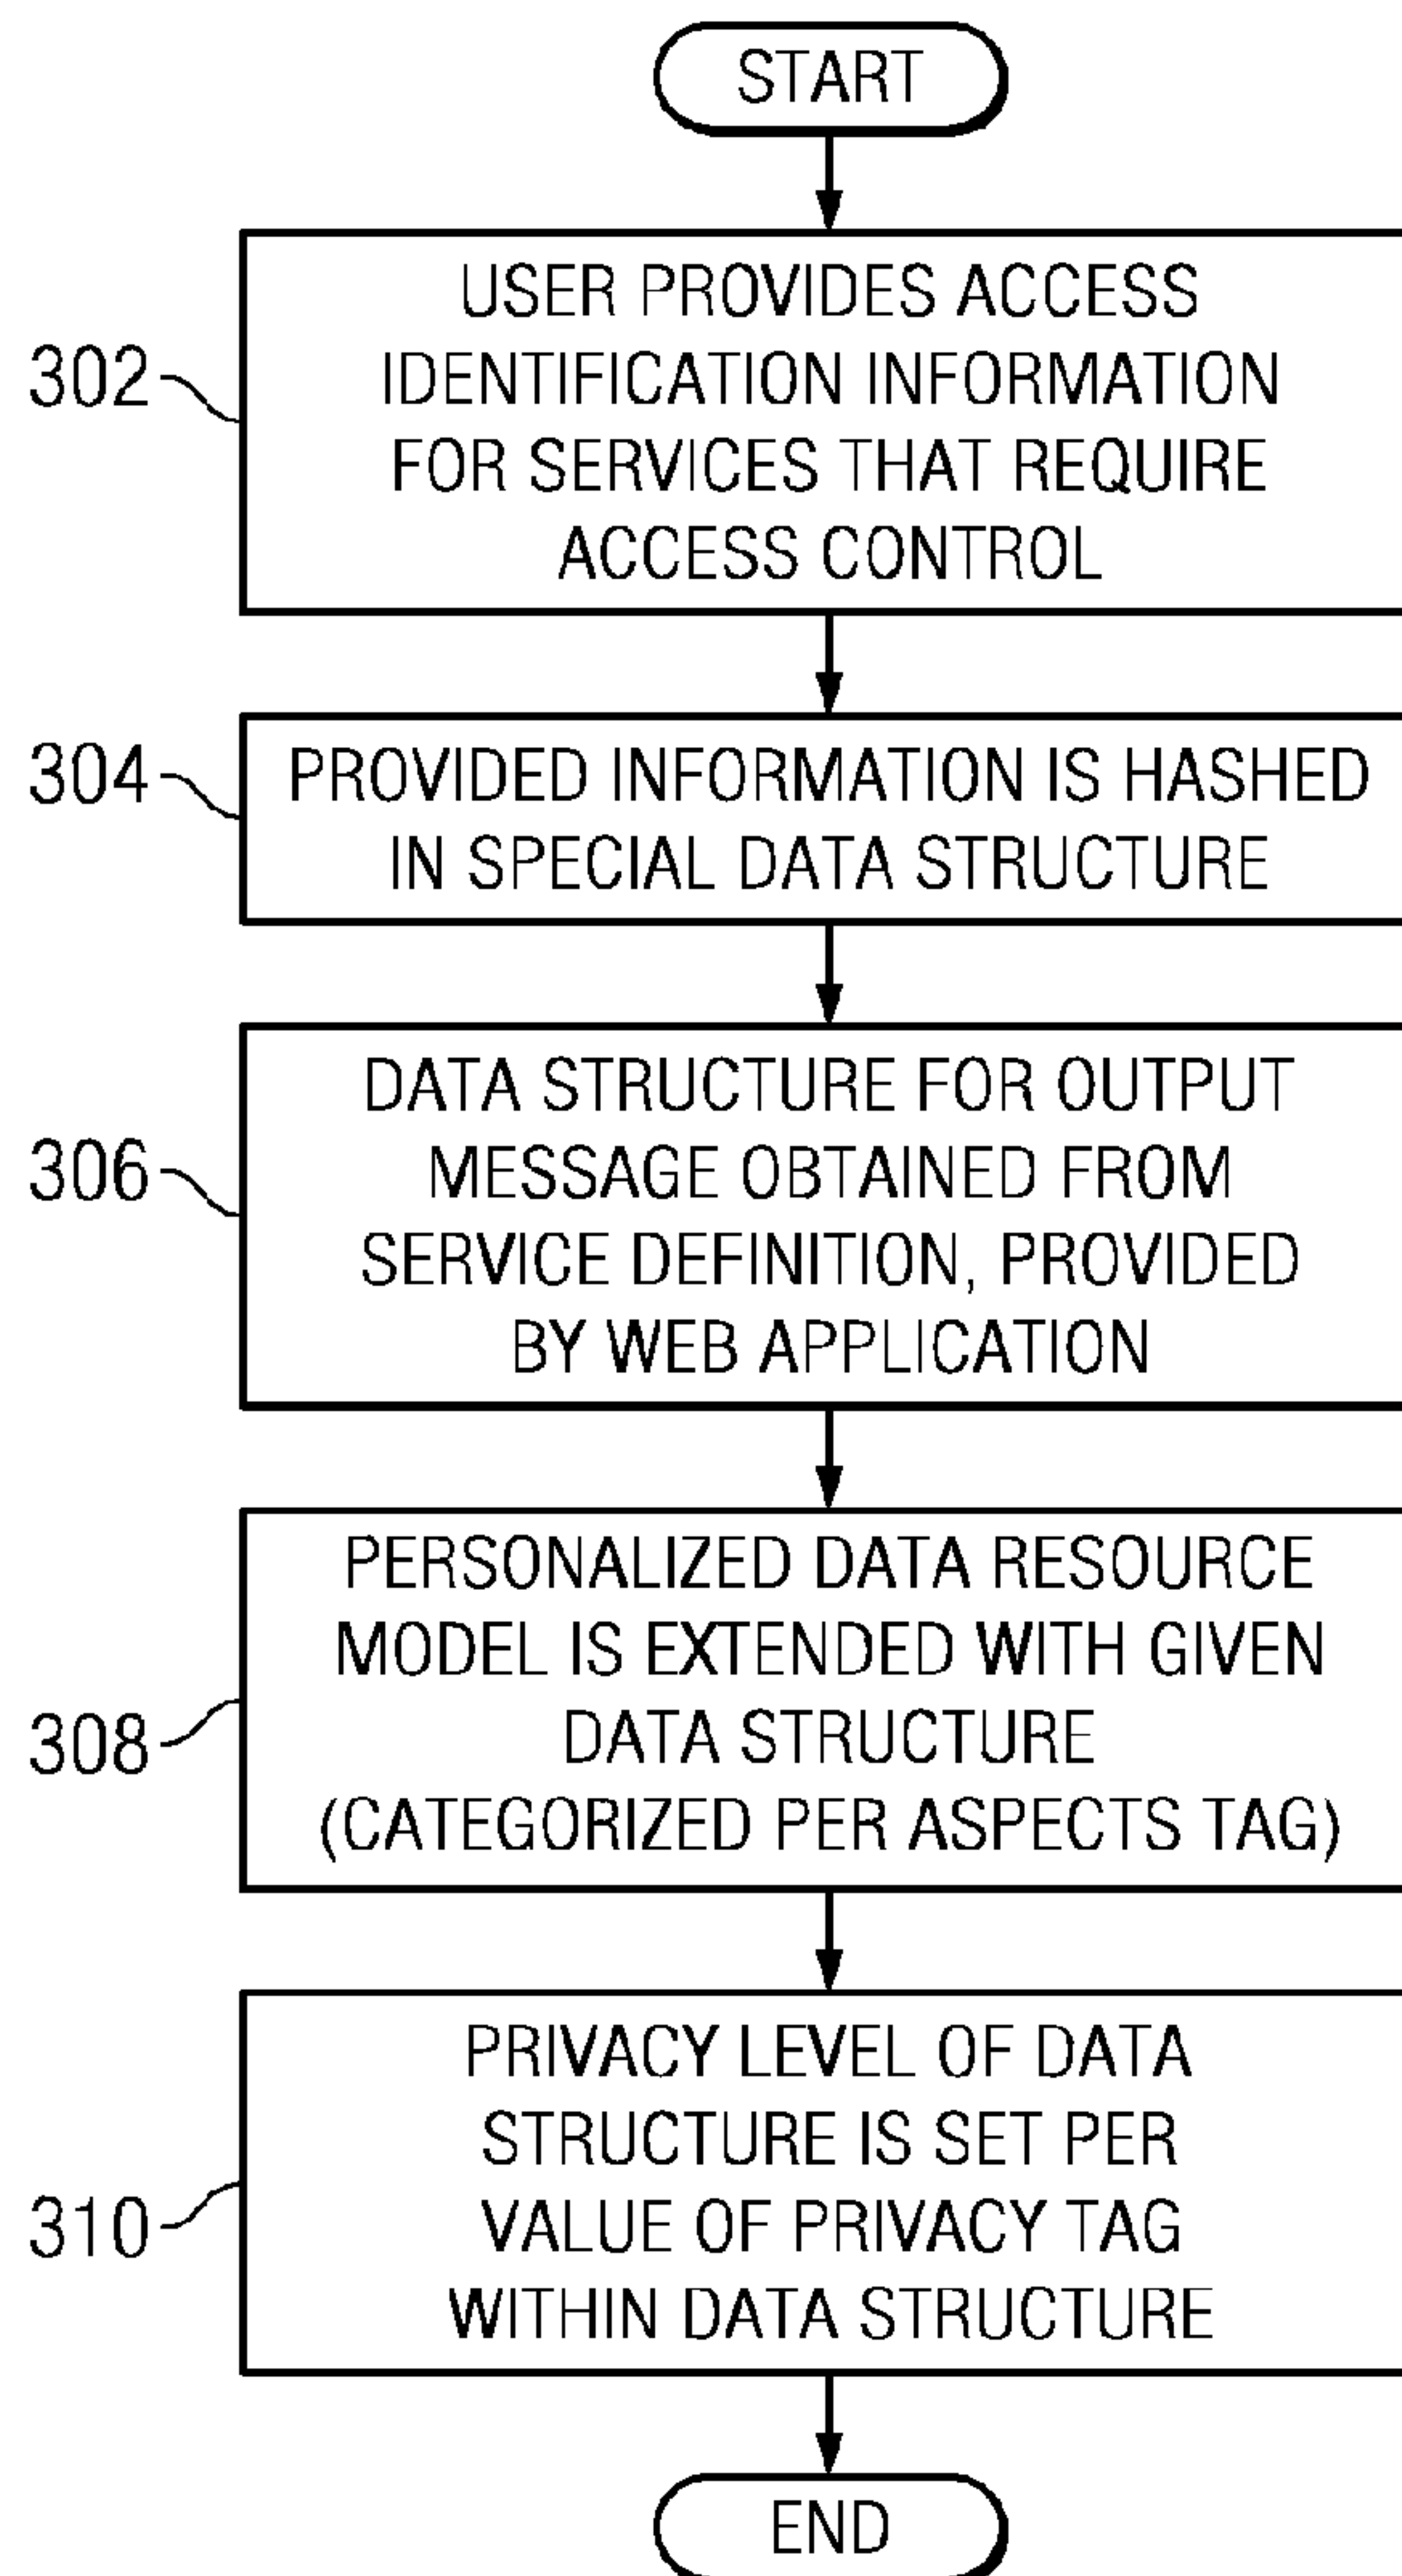 START
USER PROVIDES ACCESS
IDENTIFICATION INFORMATION
FOR SERVICES THAT REQUIRE
ACCESS CONTROL
302
PROVIDED INFORMATION IS HASHED
IN SPECIAL DATA STRUCTURE
304
DATA STRUCTURE FOR OUTPUT
MESSAGE OBTAINED FROM
SERVICE DEFINITION, PROVIDED
BY WEB APPLICATION
306
PERSONALIZED DATA RESOURCE
MODEL IS EXTENDED WITH GIVEN
DATA STRUCTURE
(CATEGORIZED PER ASPECTS TAG)
308
PRIVACY LEVEL OF DATA
STRUCTURE IS SET PER
VALUE OF PRIVACY TAG
WITHIN DATA STRUCTURE
310
END